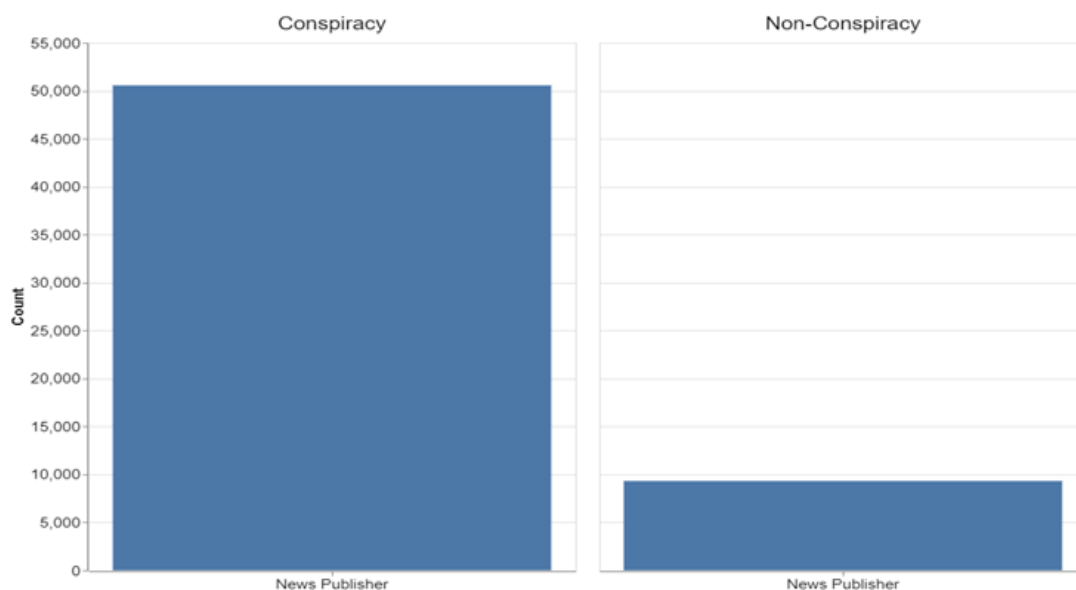 Conspiracy
Non-Conspiracy
55,000
50,000
45,000
40,000
35,000
30,000
25,000
20,000
15,000
10,000
5,000
0
Count
News Publisher
News Publisher